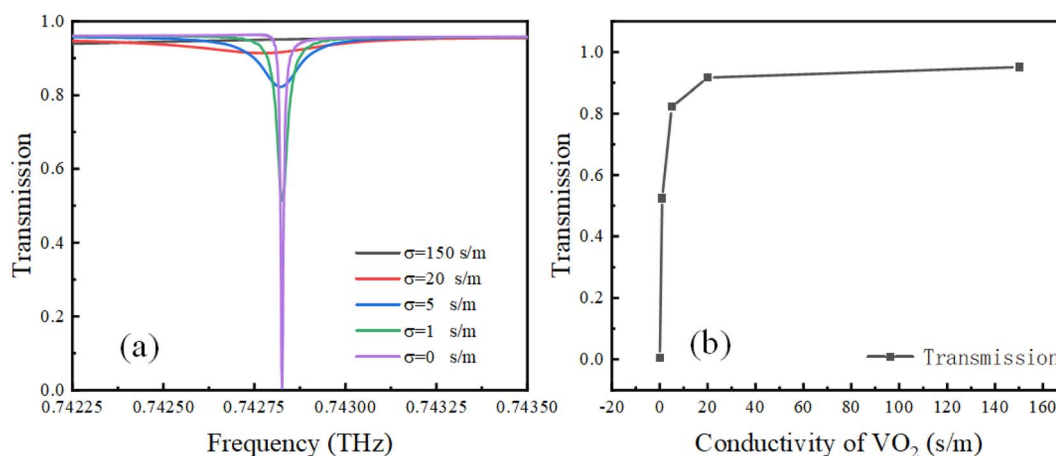 1.0
0.8
0.6
0.4
0.2
0.0
Transmission
σ=150 s/m
σ=20 s/m
σ=5 s/m
σ=1 s/m
σ=0 s/m
(a)
0.74225 0.74250 0.74275 0.74300 0.74325 0.74350
Frequency (THz)
1.0
0.8
0.6
0.4
0.2
0.0
Transmission
(b)
Transmission
-20 0 20 40 60 80 100 120 140 160
Conductivity of VO₂ (s/m)